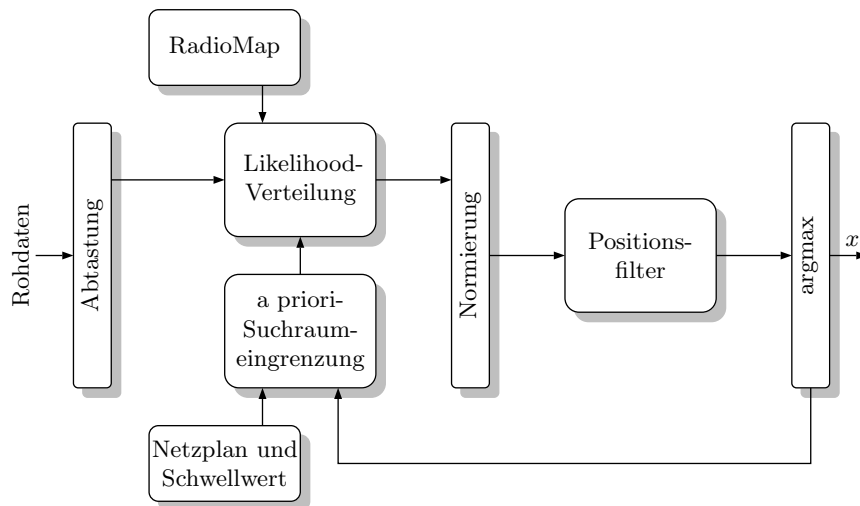 RadioMap
Rohdaten
Abtastung
Likelihood-
Verteilung
a priori-
Suchraum-
eingrenzung
Netzplan und
Schwellwert
Normierung
Positions-
filter
argmax
x